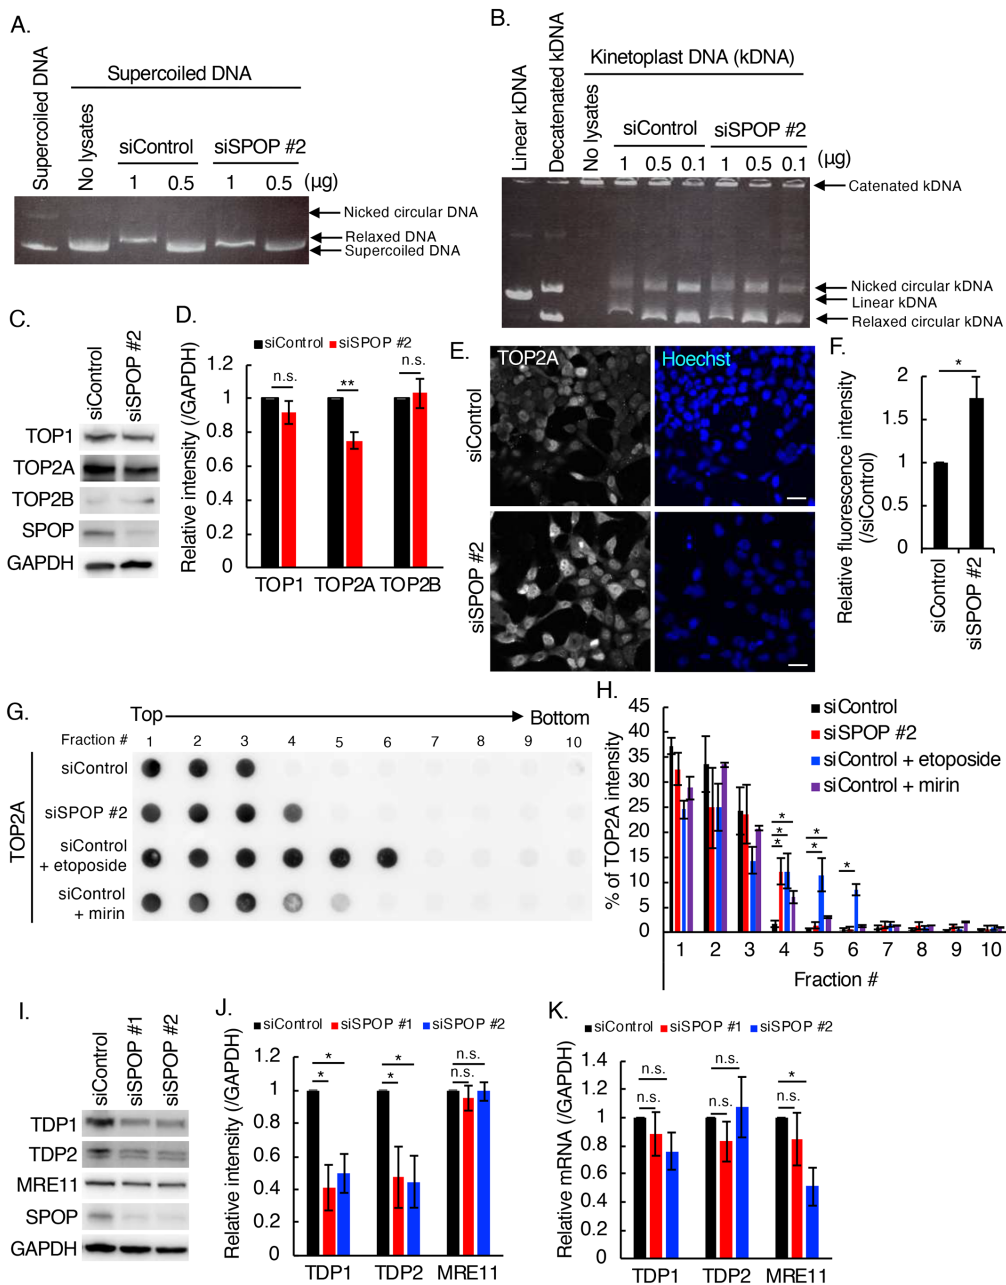 A.
Supercoiled DNA
Supercoiled DNA
No lysates
siControl
siSPOP #2
1
0.5
1
0.5
(μg)
Nicked circular DNA
Relaxed DNA
Supercoiled DNA
B.
Linear kDNA
Decatenated kDNA
Kinetoplast DNA (kDNA)
No lysates
siControl
siSPOP #2
1
0.5
0.1
1
0.5
0.1
(μg)
Catenated kDNA
Nicked circular kDNA
Linear kDNA
Relaxed circular kDNA
C.
siControl
siSPOP #2
TOP1
TOP2A
TOP2B
SPOP
GAPDH
D.
siControl
siSPOP #2
Relative intensity (/GAPDH)
1.2
1
0.8
0.6
0.4
0.2
0
n.s.
**
n.s.
TOP1
TOP2A
TOP2B
E.
TOP2A
Hoechst
siControl
siSPOP #2
F.
Relative fluorescence intensity
(/siControl)
2
1.5
1
0.5
0
*
siControl
siSPOP #2
G.
Top
Bottom
Fraction #
1
2
3
4
5
6
7
8
9
10
TOP2A
siControl
siSPOP #2
siControl
+ etoposide
siControl
+ mirin
H.
% of TOP2A intensity
45
40
35
30
25
20
15
10
5
0
siControl
siSPOP #2
siControl + etoposide
siControl + mirin
*
*
*
*
*
*
1
2
3
4
5
6
7
8
9
10
Fraction #
I.
siControl
siSPOP #1
siSPOP #2
TDP1
TDP2
MRE11
SPOP
GAPDH
J.
siControl
siSPOP #1
siSPOP #2
Relative intensity (/GAPDH)
1.2
1
0.8
0.6
0.4
0.2
0
*
*
*
*
n.s.
n.s.
TDP1
TDP2
MRE11
K.
siControl
siSPOP #1
siSPOP #2
Relative mRNA (/GAPDH)
1.4
1.2
1
0.8
0.6
0.4
0.2
0
n.s.
n.s.
n.s.
n.s.
*
n.s.
TDP1
TDP2
MRE11